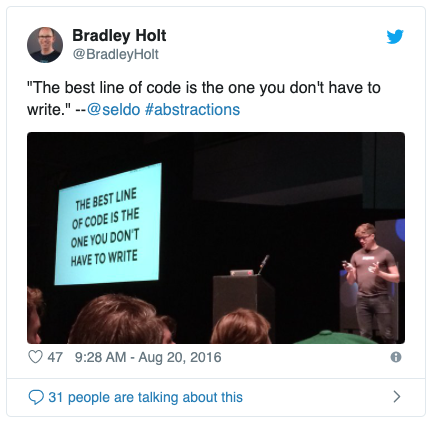 Bradley Holt
@BradleyHolt
"The best line of code is the one you don't have to
write." --@seldo #abstractions
THE BEST LINE
OF CODE IS THE
ONE YOU DON'T
HAVE TO WRITE
47 9:28 AM - Aug 20, 2016
31 people are talking about this